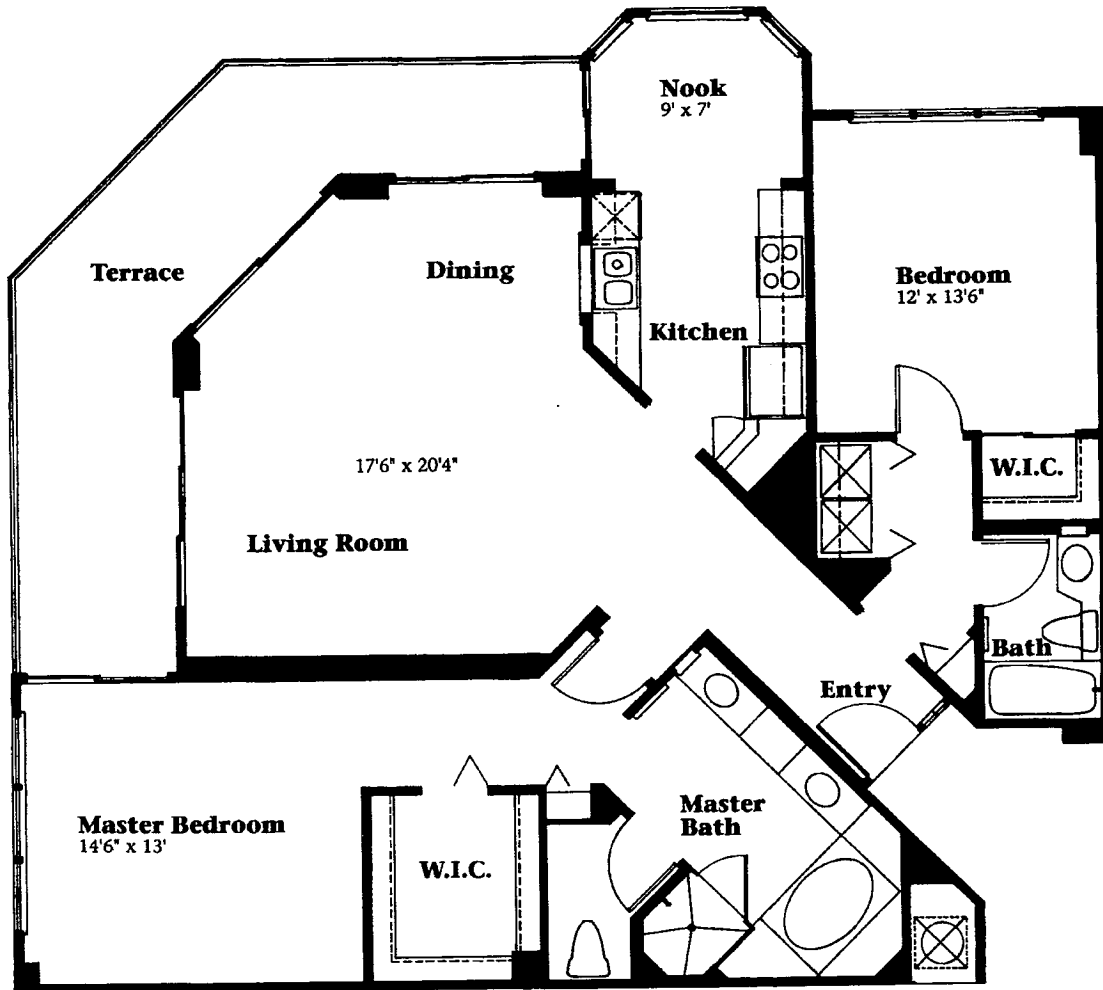 Nook
9' x 7'
Terrace
Dining
Bedroom
12' x 13'6"
Kitchen
17'6" x 20'4"
W.I.C.
Living Room
Bath
Entry
Master Bedroom
14'6" x 13'
Master
Bath
W.I.C.